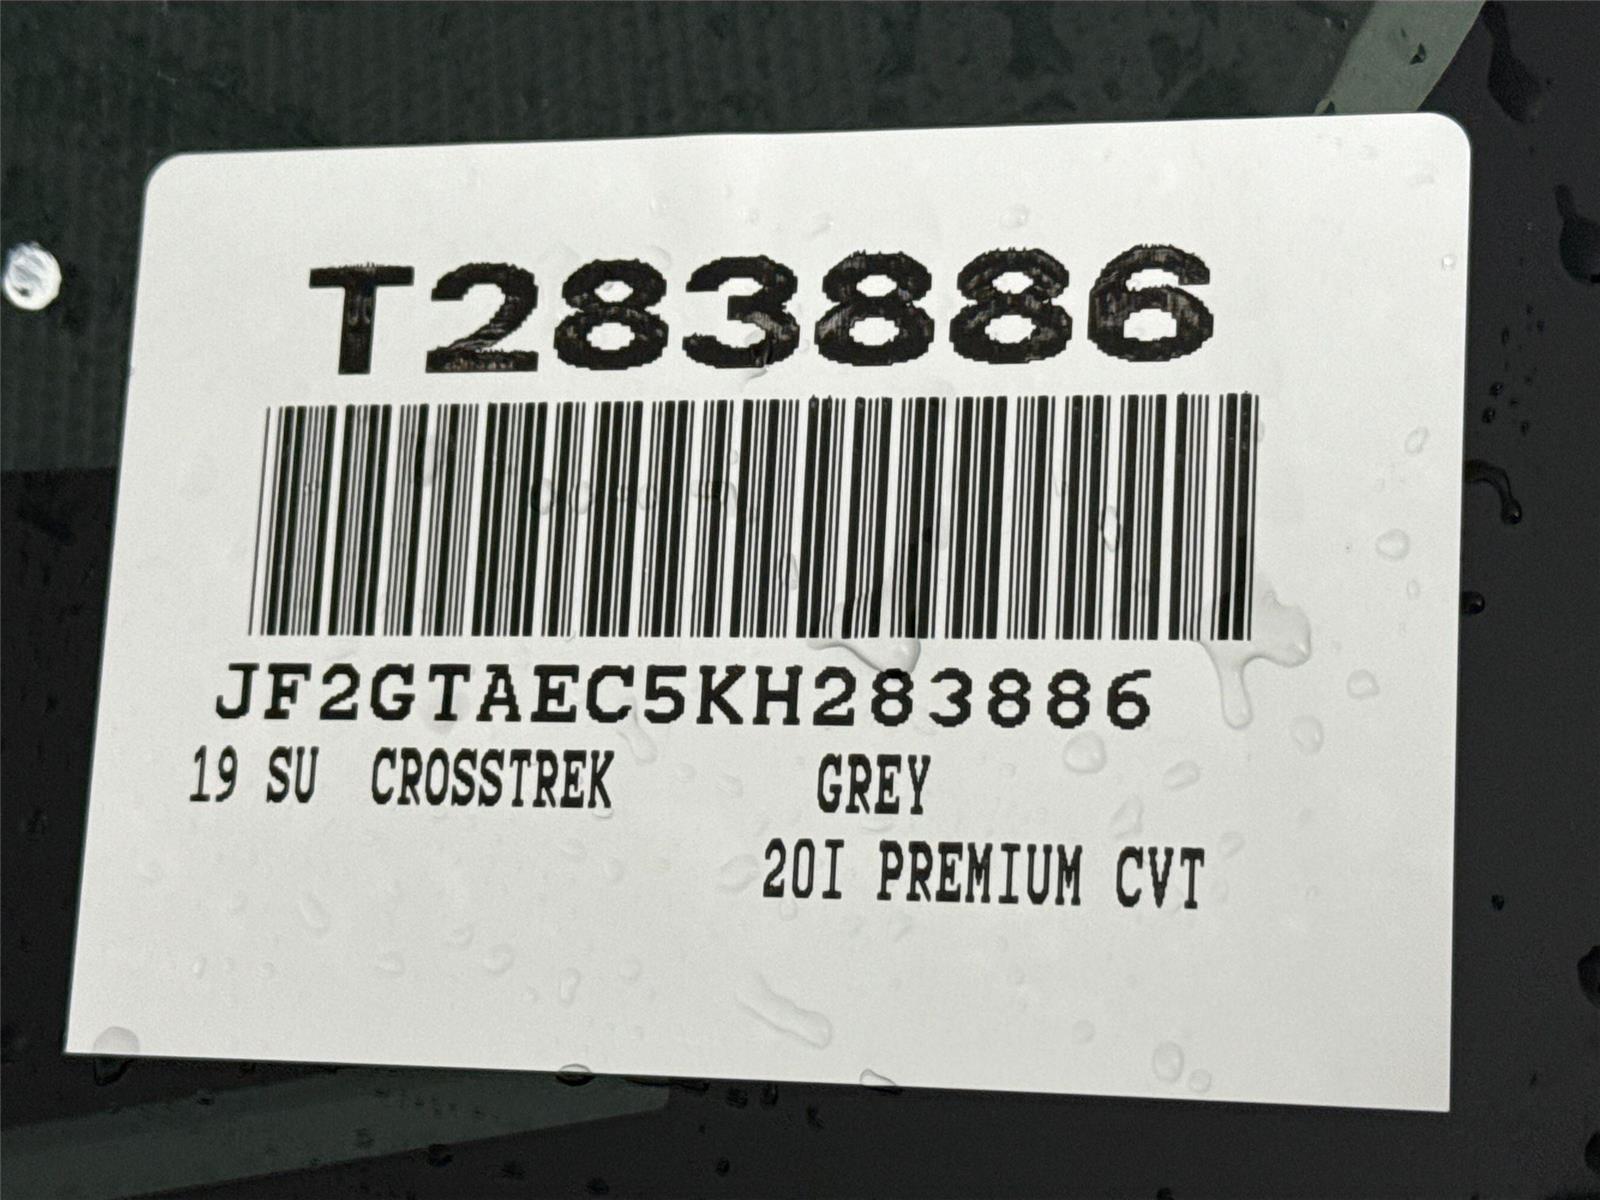 T283886
JF2GTAEC5KH283886
19 SU CROSSTREK GREY
20I PREMIUM CVT